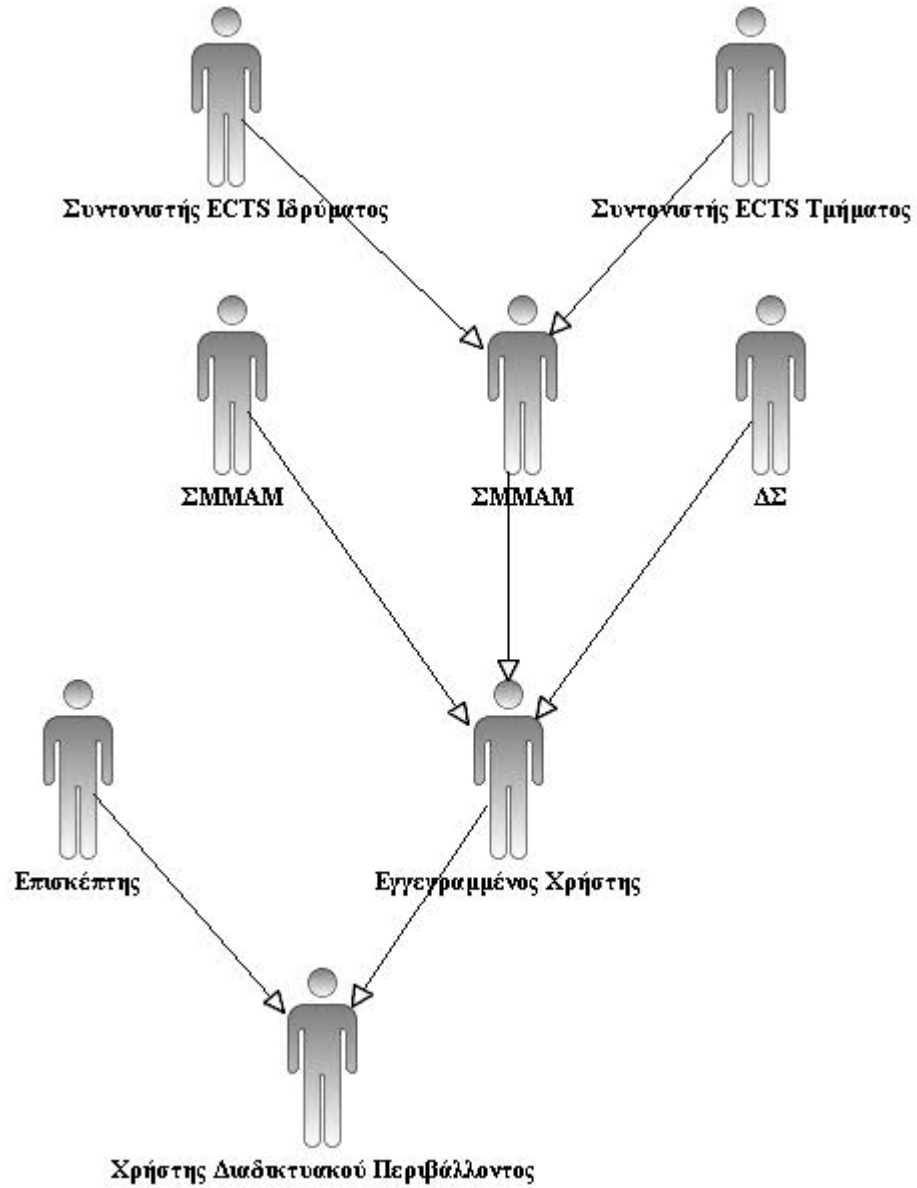 Συντονιστής ECTS Ιδρύματος
Συντονιστής ECTS Τμήματος
ΣΜΜΑΜ
ΣΜΜΑΜ
ΔΣ
Επισκέπτης
Εγγεγραμμένος Χρήστης
Χρήστης Διαδικτυακού Περιβάλλοντος